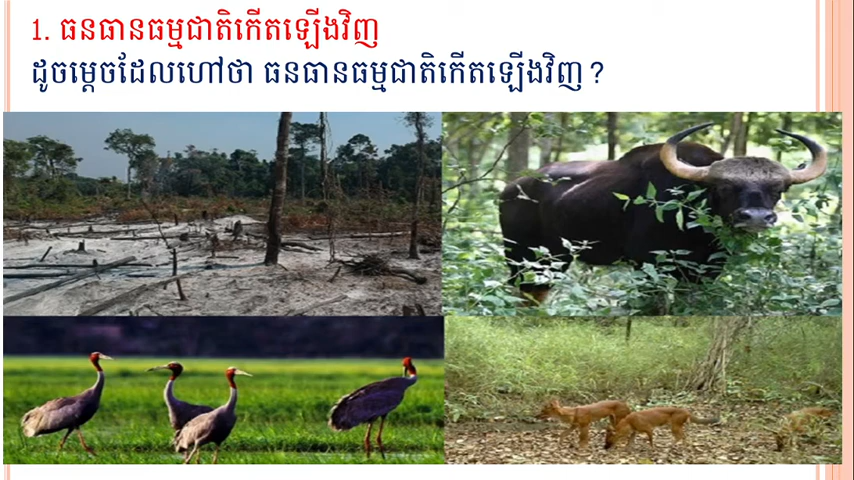 1. ធនធានធម្មជាតិកើតឡើងវិញ
ដូចម្ដេចដែលហៅថា ធនធានធម្មជាតិកើតឡើងវិញ ?